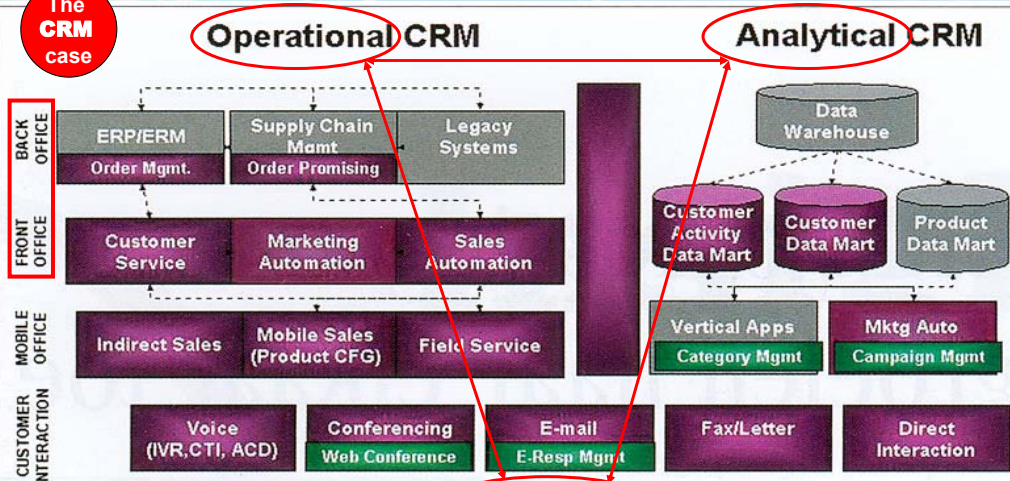 The
CRM
case
Operational CRM
Analytical CRM
BACK
OFFICE
ERP/ERM
Order Mgmt.
Supply Chain
Mgmt
Order Promising
Legacy
Systems
Data
Warehouse
FRONT
OFFICE
Customer
Service
Marketing
Automation
Sales
Automation
Customer
Activity
Data Mart
Customer
Data Mart
Product
Data Mart
MOBILE
OFFICE
Indirect Sales
Mobile Sales
(Product CFG)
Field Service
Vertical Apps
Category Mgmt
Mktg Auto
Campaign Mgmt
CUSTOMER
INTERACTION
Voice
(IVR,CTI, ACD)
Conferencing
Web Conference
E-mail
E-Resp Mgmt
Fax/Letter
Direct
Interaction